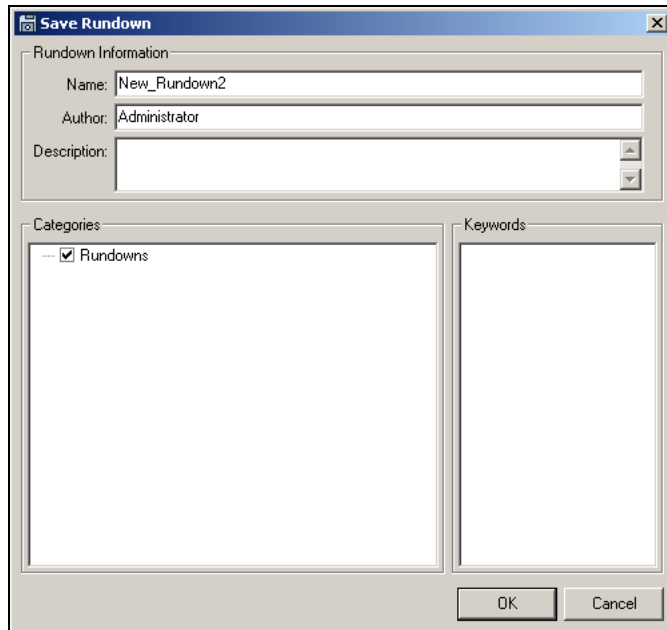 Save Rundown
Rundown Information
Name: New_Rundown2
Author: Administrator
Description:
Categories
Keywords
Rundowns
OK
Cancel